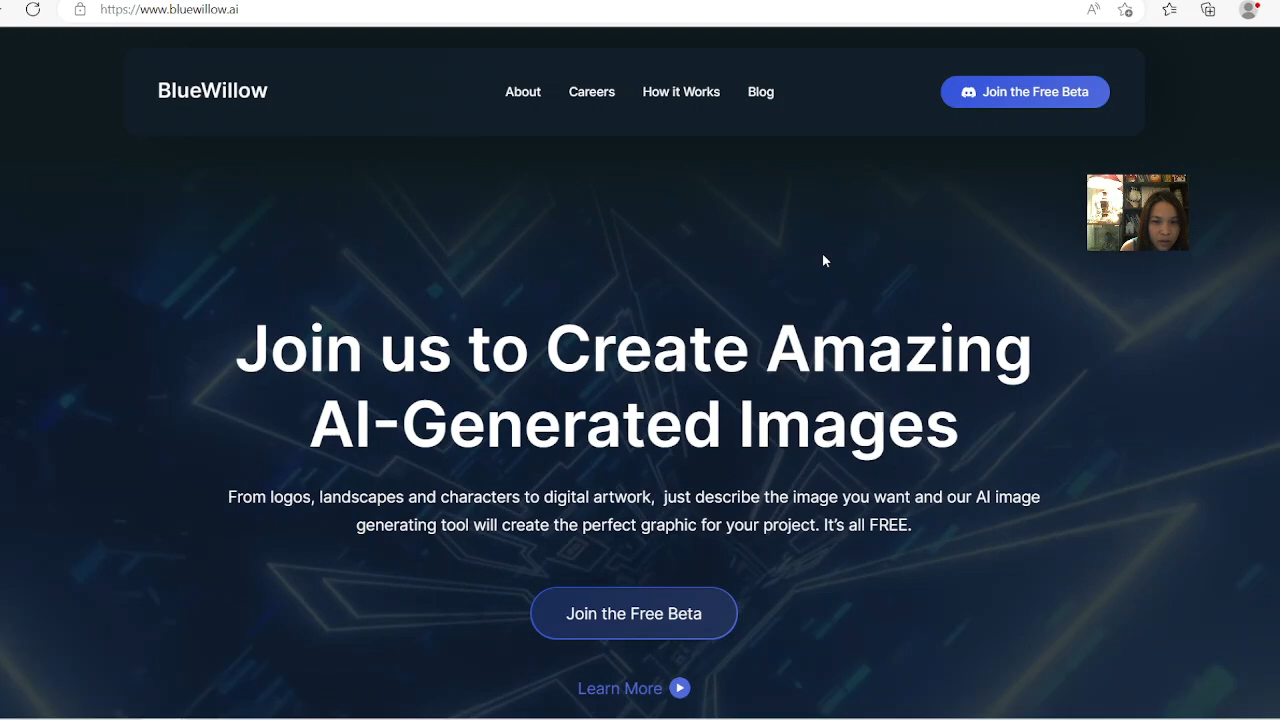 https://www.bluewillow.ai
BlueWillow
About Careers How it Works Blog
Join the Free Beta
Join us to Create Amazing
AI-Generated Images
From logos, landscapes and characters to digital artwork, just describe the image you want and our AI image
generating tool will create the perfect graphic for your project. It's all FREE.
Join the Free Beta
Learn More